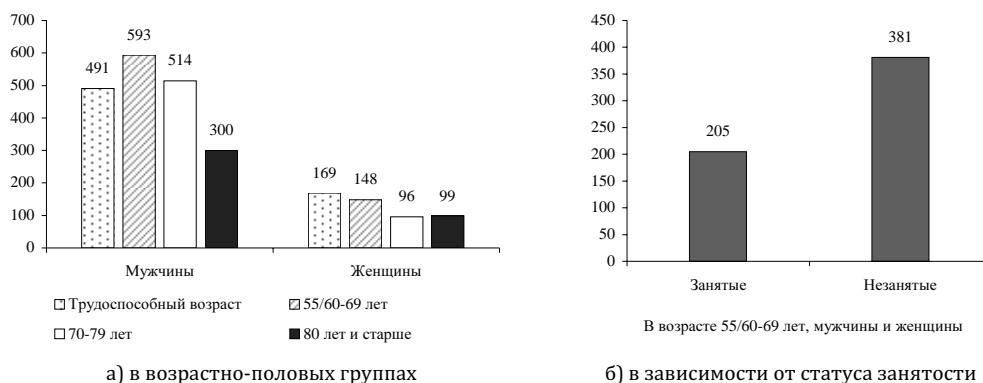 700
600
500
400
300
200
100
0
491
593
514
300
169
148
96
99
Мужчины
Женщины
Трудоспособный возраст
55/60-69 лет
70-79 лет
80 лет и старше
а) в возрастно-половых группах
450
400
350
300
250
200
150
100
50
0
205
381
Занятые
Незанятые
В возрасте 55/60-69 лет, мужчины и женщины
б) в зависимости от статуса занятости